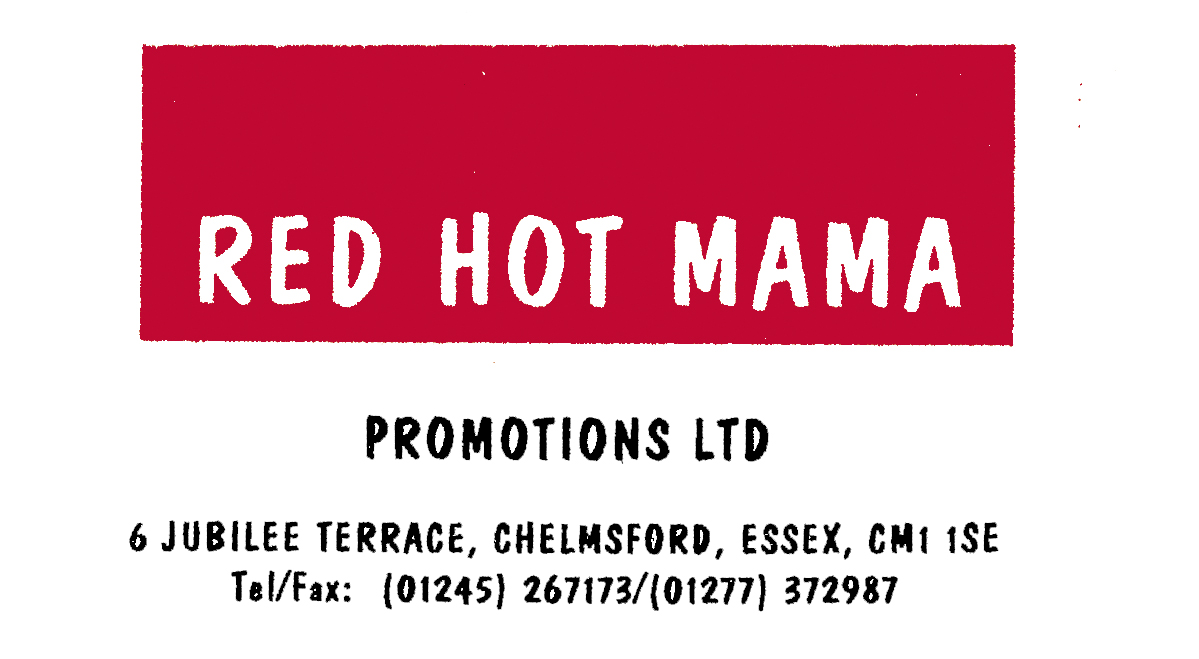 RED HOT MAMA
PROMOTIONS LTD
6 JUBILEE TERRACE, CHELMSFORD, ESSEX, CM1 1SE
Tel/Fax: (01245) 267173/(01277) 372987